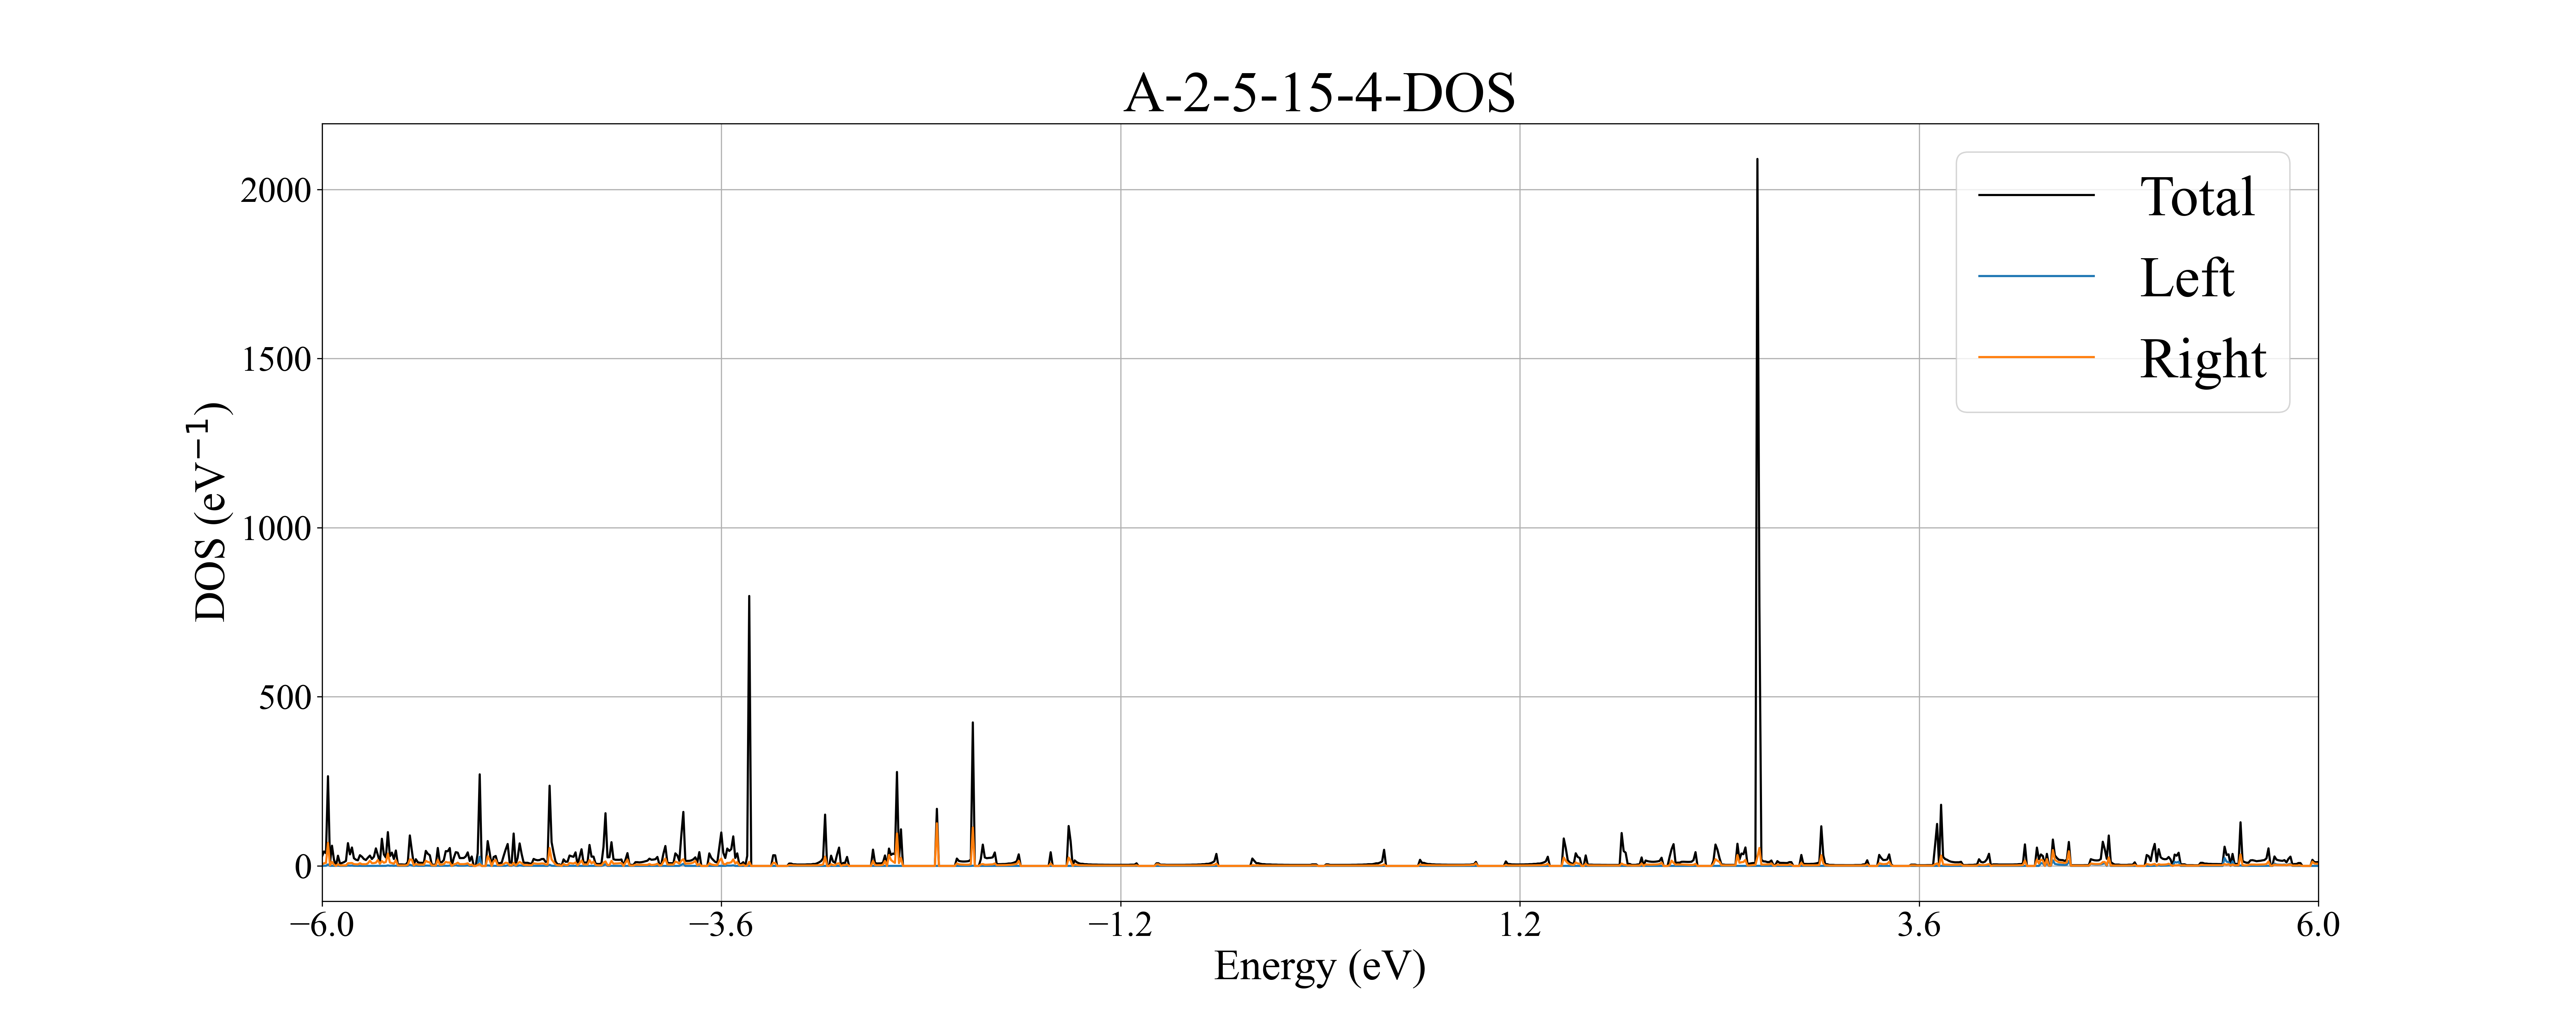 A-2-5-15-4-DOS
Total
Left
Right
DOS (eV⁻¹)
2000
1500
1000
500
0
−6.0
−3.6
−1.2
1.2
3.6
6.0
Energy (eV)